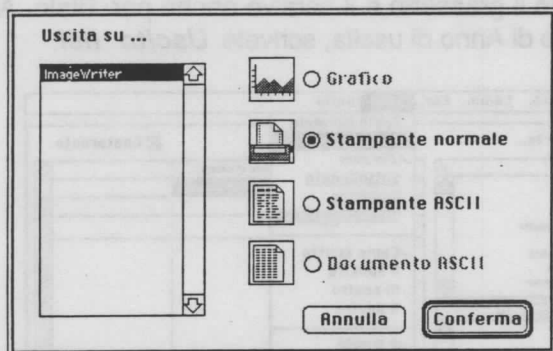 Uscita su...
ImageWriter
Grafico
Stampante normale
Stampante ASCII
Documento ASCII
Annulla
Conferma